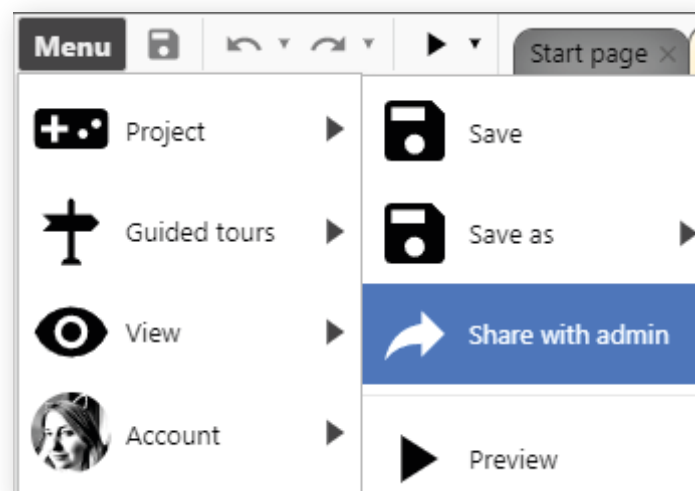 Menu
Start page
Project
Guided tours
View
Account
Save
Save as
Share with admin
Preview